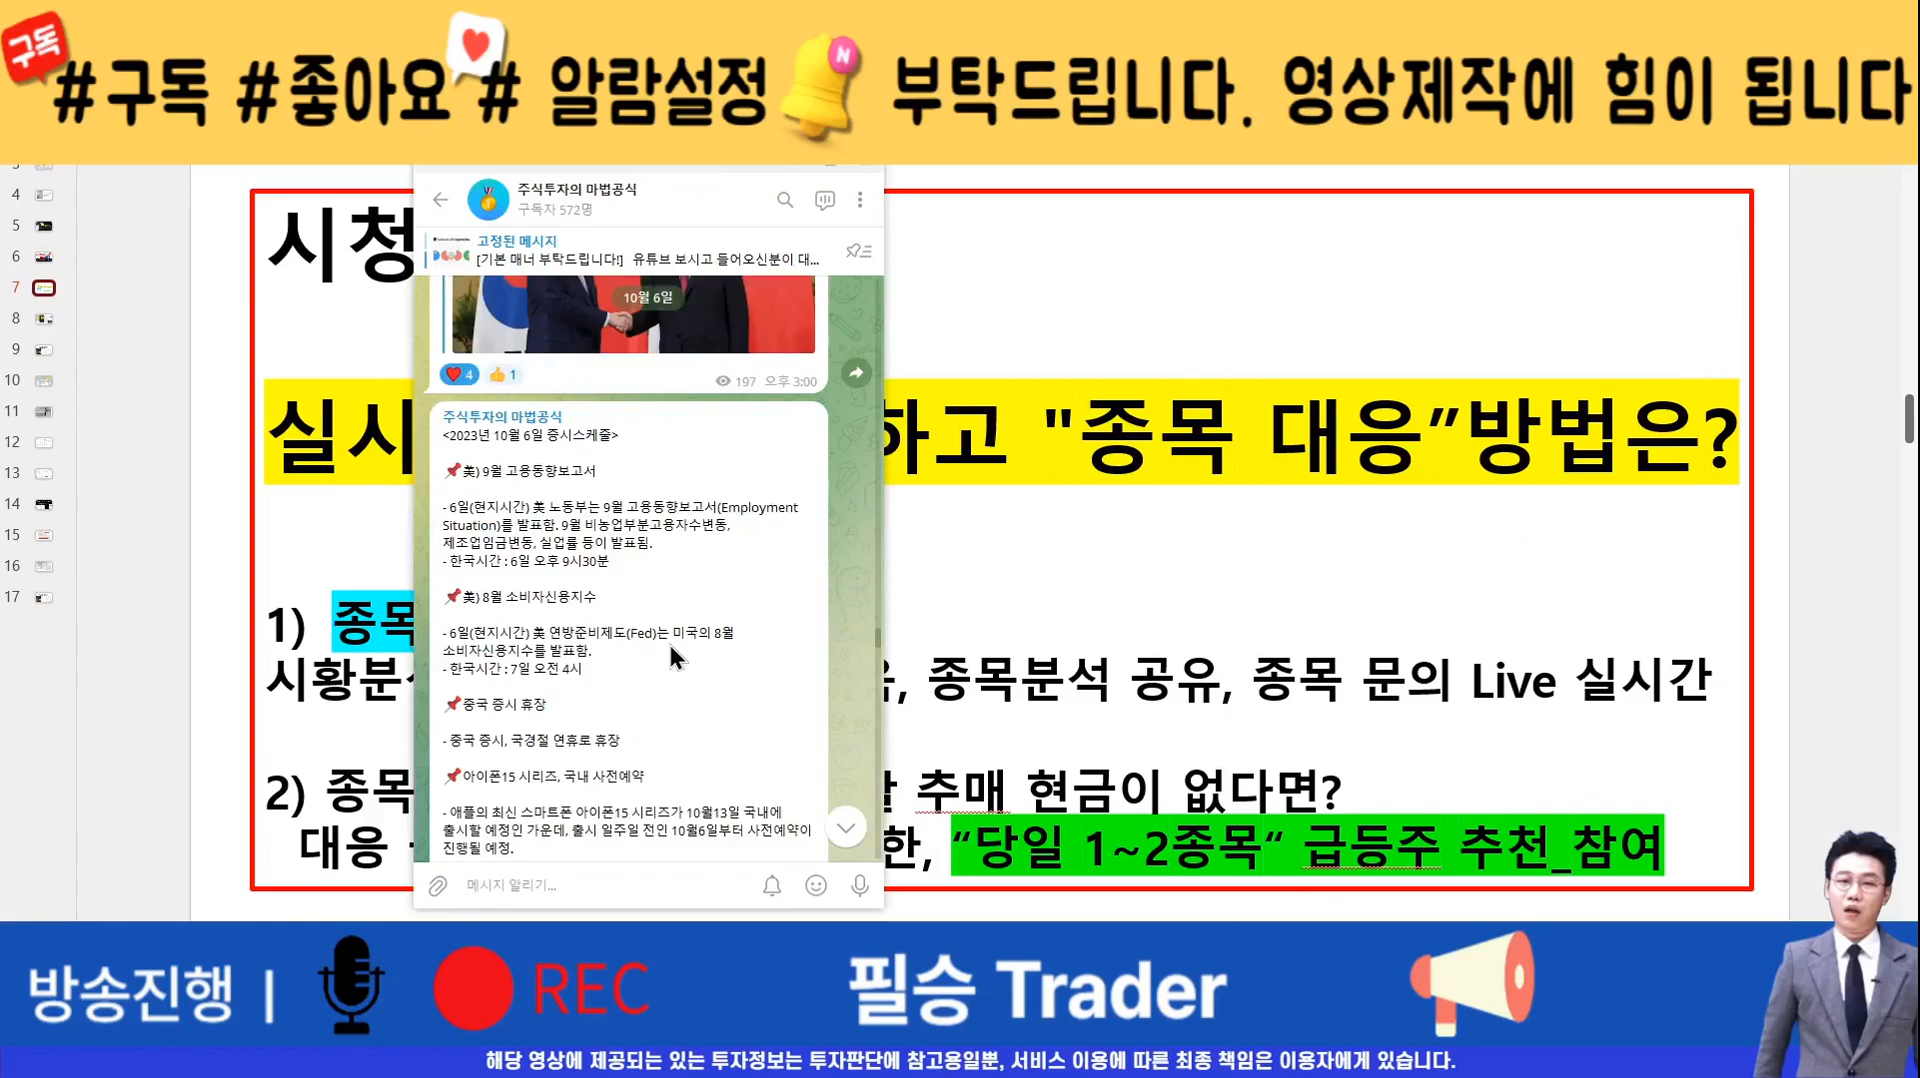 구독
#구독 #좋아요 # 알람설정 N 부탁드립니다. 영상제작에 힘이 됩니다
4
5
6
7
8
9
10
11
12
13
14
15
16
17
시청
실시
하고 "종목 대응”방법은?
1) 종목
시황분
, 종목분석 공유, 종목 문의 Live 실시간
2) 종목
추매 현금이 없다면?
대응
한, “당일 1~2종목“ 급등주 추천_참여
주식투자의 마법공식
구독자 572명
고정된 메시지
[기본 매너 부탁드립니다!] 유튜브 보시고 들어오신분이 대...
10월 6일
4
1
197 오후 3:00
주식투자의 마법공식
<2023년 10월 6일 증시스케줄>
美) 9월 고용동향보고서
- 6일(현지시간) 美 노동부는 9월 고용동향보고서(Employment
Situation)를 발표함. 9월 비농업부분고용자수변동,
제조업임금변동, 실업률 등이 발표됨.
- 한국시간 : 6일 오후 9시30분
美) 8월 소비자신용지수
- 6일(현지시간) 美 연방준비제도(Fed)는 미국의 8월
소비자신용지수를 발표함.
- 한국시간 : 7일 오전 4시
중국 증시 휴장
- 중국 증시, 국경절 연휴로 휴장
아이폰15 시리즈, 국내 사전예약
- 애플의 최신 스마트폰 아이폰15 시리즈가 10월13일 국내에
출시할 예정인 가운데, 출시 일주일 전인 10월6일부터 사전예약이
진행될 예정.
메시지 알리기...
방송진행 | REC 필승 Trader
해당 영상에 제공되는 있는 투자정보는 투자판단에 참고용일뿐, 서비스 이용에 따른 최종 책임은 이용자에게 있습니다.